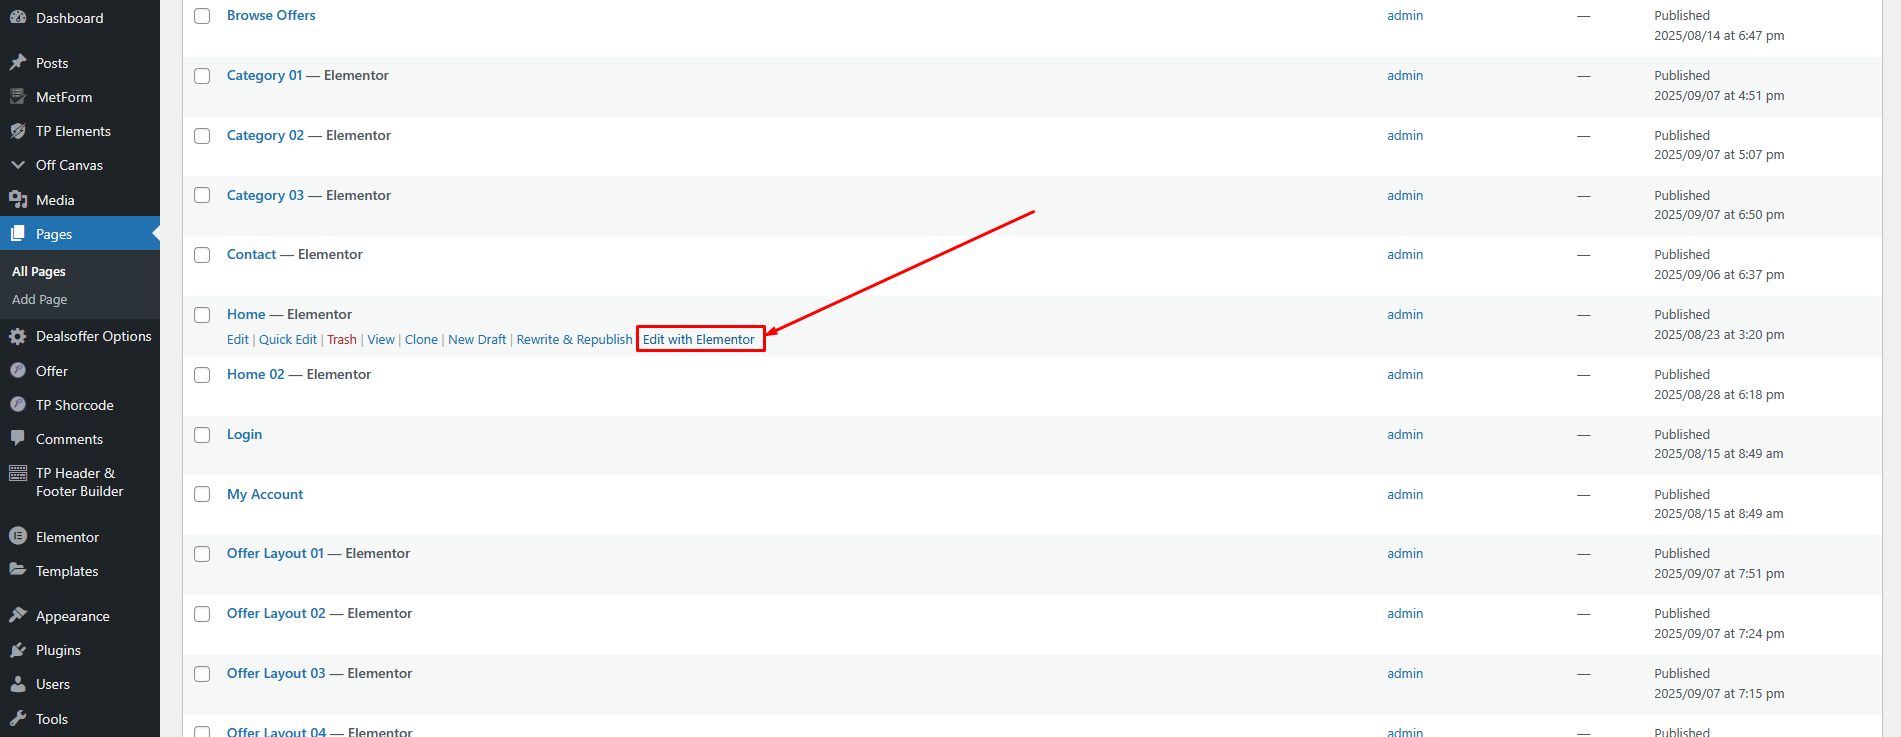 Dashboard
Posts
MetForm
TP Elements
Off Canvas
Media
Pages
All Pages
Add Page
Dealsoffer Options
Offer
TP Shorcode
Comments
TP Header &
Footer Builder
Elementor
Templates
Appearance
Plugins
Users
Tools
Browse Offers admin — Published
2025/08/14 at 6:47 pm
Category 01 — Elementor admin — Published
2025/09/07 at 4:51 pm
Category 02 — Elementor admin — Published
2025/09/07 at 5:07 pm
Category 03 — Elementor admin — Published
2025/09/07 at 6:50 pm
Contact — Elementor admin — Published
2025/09/06 at 6:37 pm
Home — Elementor admin — Published
Edit | Quick Edit | Trash | View | Clone | New Draft | Rewrite & Republish Edit with Elementor 2025/08/23 at 3:20 pm
Home 02 — Elementor admin — Published
2025/08/28 at 6:18 pm
Login admin — Published
2025/08/15 at 8:49 am
My Account admin — Published
2025/08/15 at 8:49 am
Offer Layout 01 — Elementor admin — Published
2025/09/07 at 7:51 pm
Offer Layout 02 — Elementor admin — Published
2025/09/07 at 7:24 pm
Offer Layout 03 — Elementor admin — Published
2025/09/07 at 7:15 pm
Offer Layout 04 — Elementor admin — Published